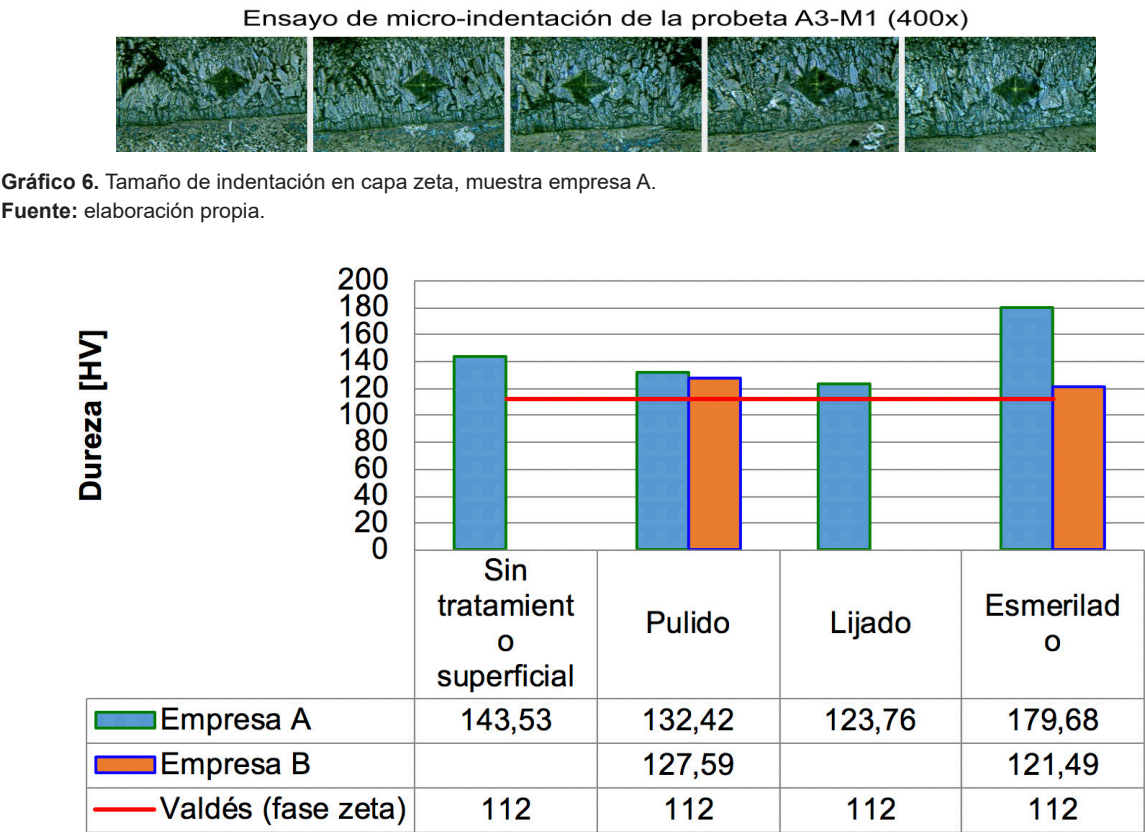 Ensayo de micro-indentación de la probeta A3-M1 (400x)
Gráfico 6. Tamaño de indentación en capa zeta, muestra empresa A.
Fuente: elaboración propia.
Dureza [HV]
200
180
160
140
120
100
80
60
40
20
0
Sin
tratamient
o
superficial
Pulido
Lijado
Esmerilad
o
Empresa A 143,53 132,42 123,76 179,68
Empresa B 127,59 121,49
Valdés (fase zeta) 112 112 112 112